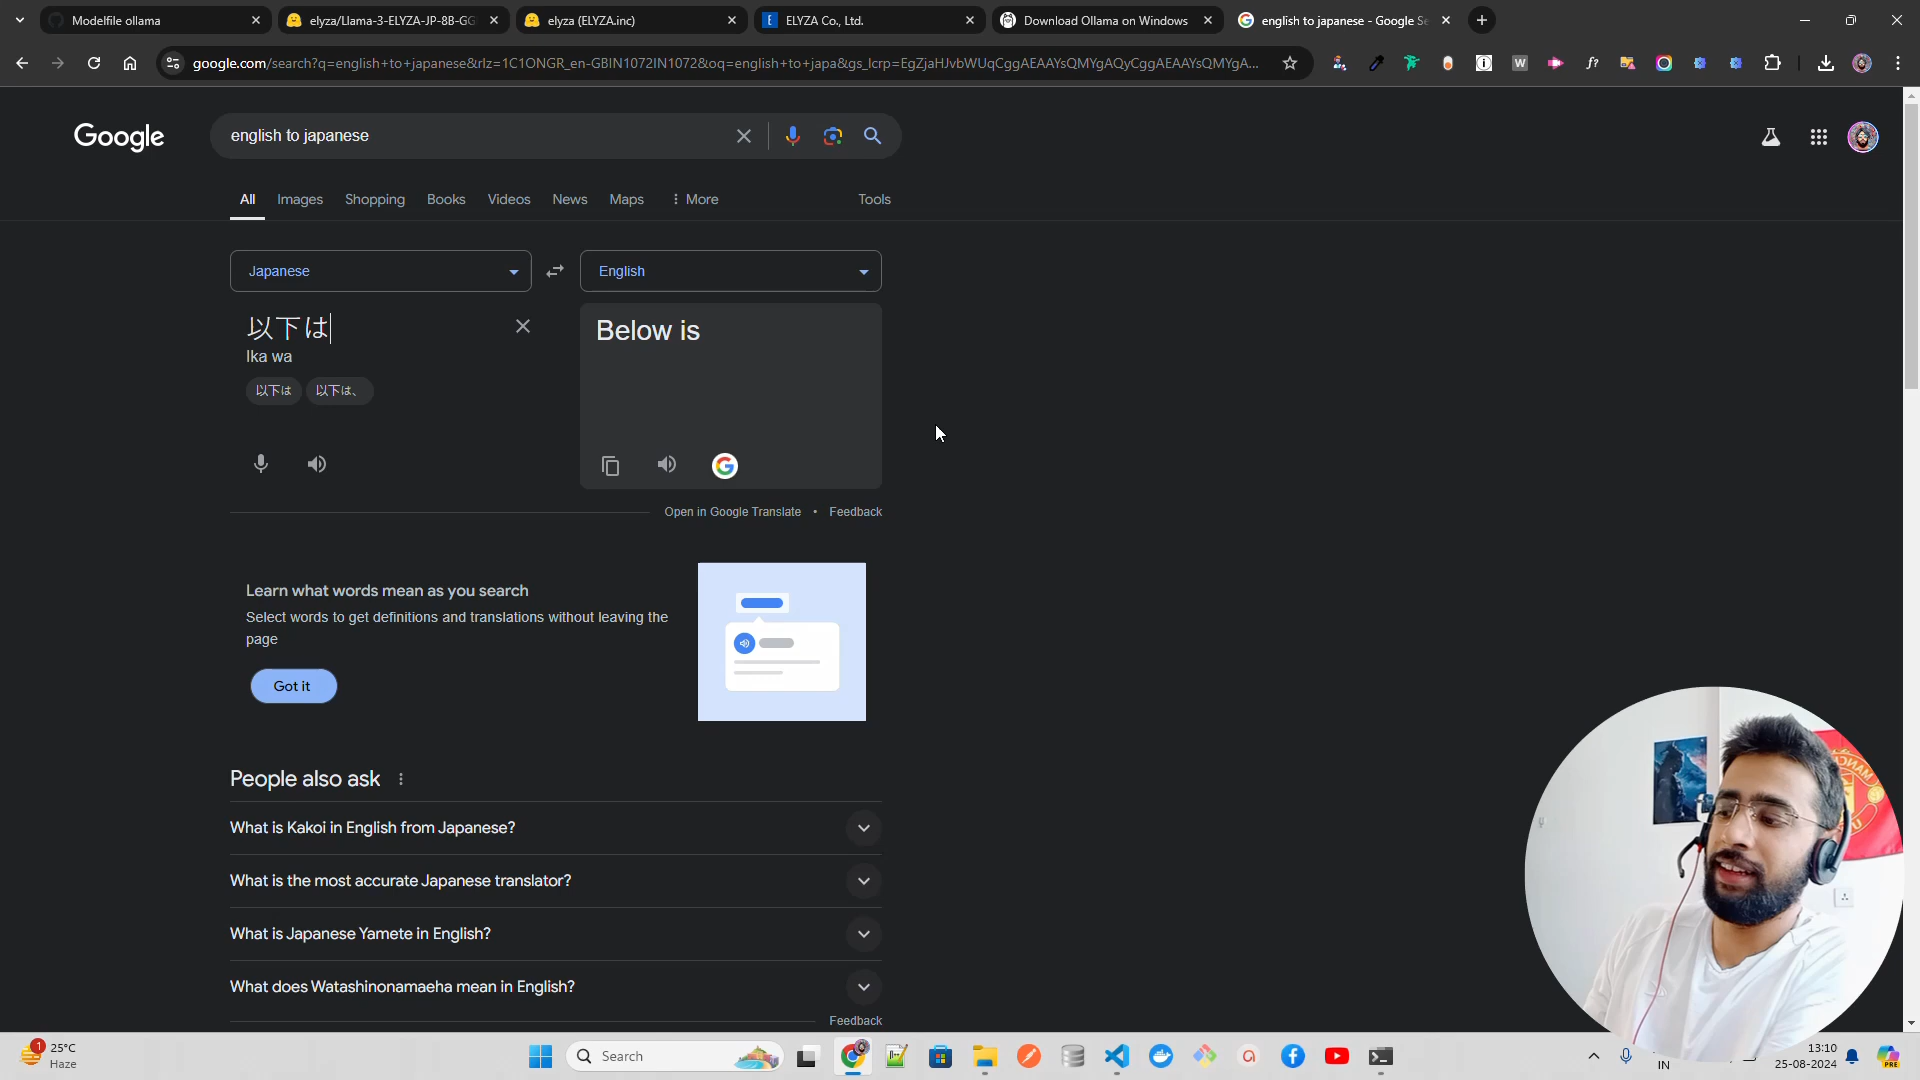 Modelfile ollama
elyza/Llama-3-ELYZA-JP-8B-GG
elyza (ELYZA.inc)
E ELYZA Co., Ltd.
Download Ollama on Windows
english to japanese - Google Se
google.com/search?q=english+to+japanese&rlz=1C1ONGR_en-GBIN1072IN1072&oq=english+to+japa&gs_lcrp=EgZjaHJvbWUqCggAEAAYsQMYgAQyCggAEAAYsQMYgA...
Google
english to japanese
All Images Shopping Books Videos News Maps More Tools
Japanese
English
以下は
Ika wa
以下は 以下は、
Below is
Open in Google Translate • Feedback
Learn what words mean as you search
Select words to get definitions and translations without leaving the
page
Got it
People also ask
What is Kakoi in English from Japanese?
What is the most accurate Japanese translator?
What is Japanese Yamete in English?
What does Watashinonamaeha mean in English?
Feedback
1
25°C
Haze
Search
IN
13:10
25-08-2024
PRE